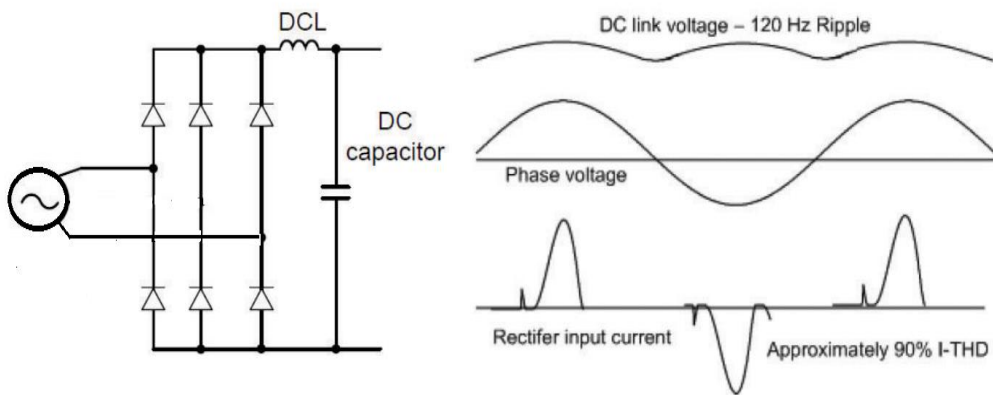 DCL
DC
capacitor
DC link voltage – 120 Hz Ripple
Phase voltage
Rectifer input current
Approximately 90% I-THD